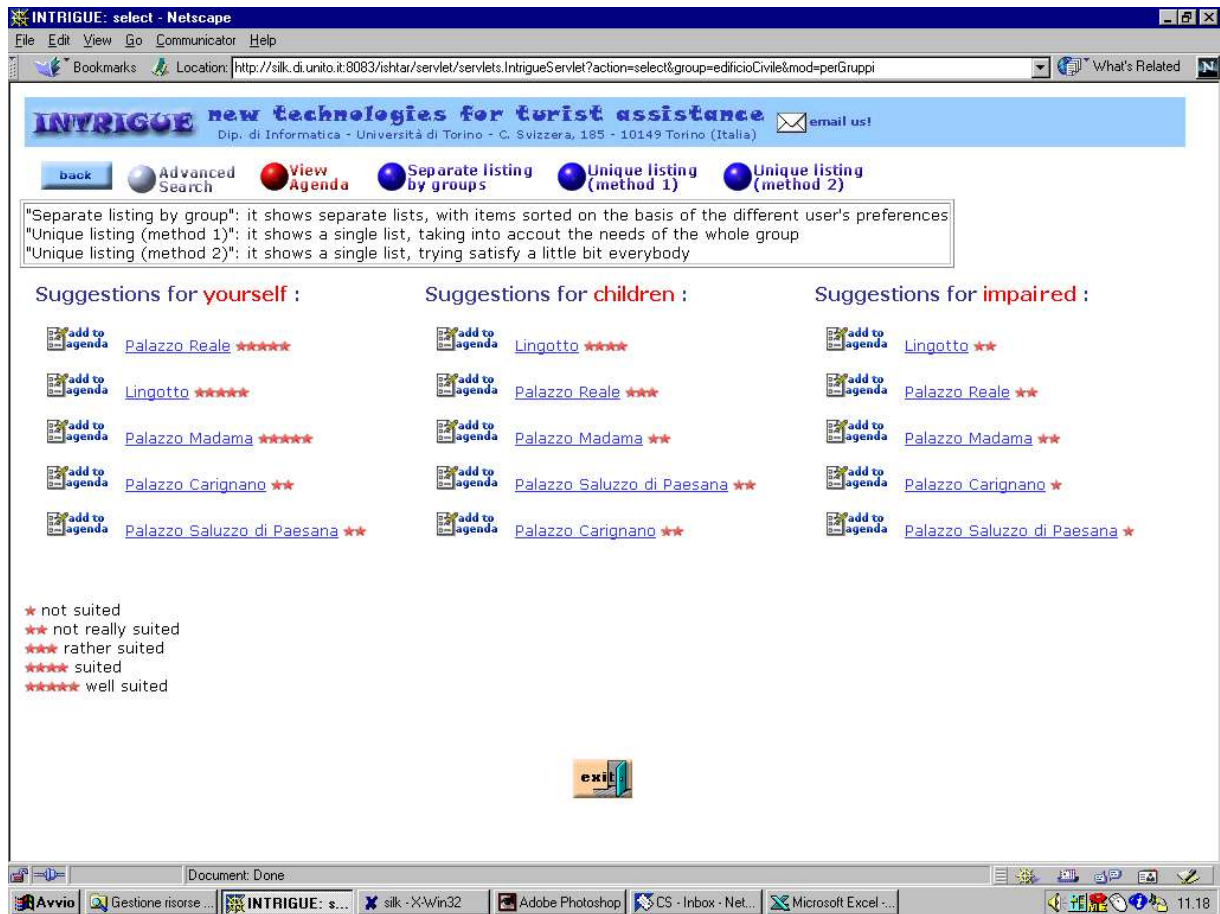 INTRIGUE: select - Netscape
File Edit View Go Communicator Help
Bookmarks Location: http://silk.di.unito.it:8083/ishtar/servlet/servlets.IntrigueServlet?action=select&group=edificioCivile&mod=perGruppi What's Related N
INTRIGUE new technologies for turist assistance email us!
Dip. di Informatica - Università di Torino - C. Svizzera, 185 - 10149 Torino (Italia)
back Advanced Search View Agenda Separate listing by groups Unique listing (method 1) Unique listing (method 2)
"Separate listing by group": it shows separate lists, with items sorted on the basis of the different user's preferences
"Unique listing (method 1)": it shows a single list, taking into accout the needs of the whole group
"Unique listing (method 2)": it shows a single list, trying satisfy a little bit everybody
Suggestions for yourself :
add to agenda Palazzo Reale ★★★★★
add to agenda Lingotto ★★★★★
add to agenda Palazzo Madama ★★★★★
add to agenda Palazzo Carignano ★★
add to agenda Palazzo Saluzzo di Paesana ★★
Suggestions for children :
add to agenda Lingotto ★★★★
add to agenda Palazzo Reale ★★★
add to agenda Palazzo Madama ★★
add to agenda Palazzo Saluzzo di Paesana ★★
add to agenda Palazzo Carignano ★★
Suggestions for impaired :
add to agenda Lingotto ★★
add to agenda Palazzo Reale ★★
add to agenda Palazzo Madama ★★
add to agenda Palazzo Carignano ★
add to agenda Palazzo Saluzzo di Paesana ★
★ not suited
★★ not really suited
★★★ rather suited
★★★★ suited
★★★★★ well suited
exit
Document: Done
Avvio Gestione risorse ... INTRIGUE: s... silk - X-Win32 Adobe Photoshop CS - Inbox - Net... Microsoft Excel -... 11.18